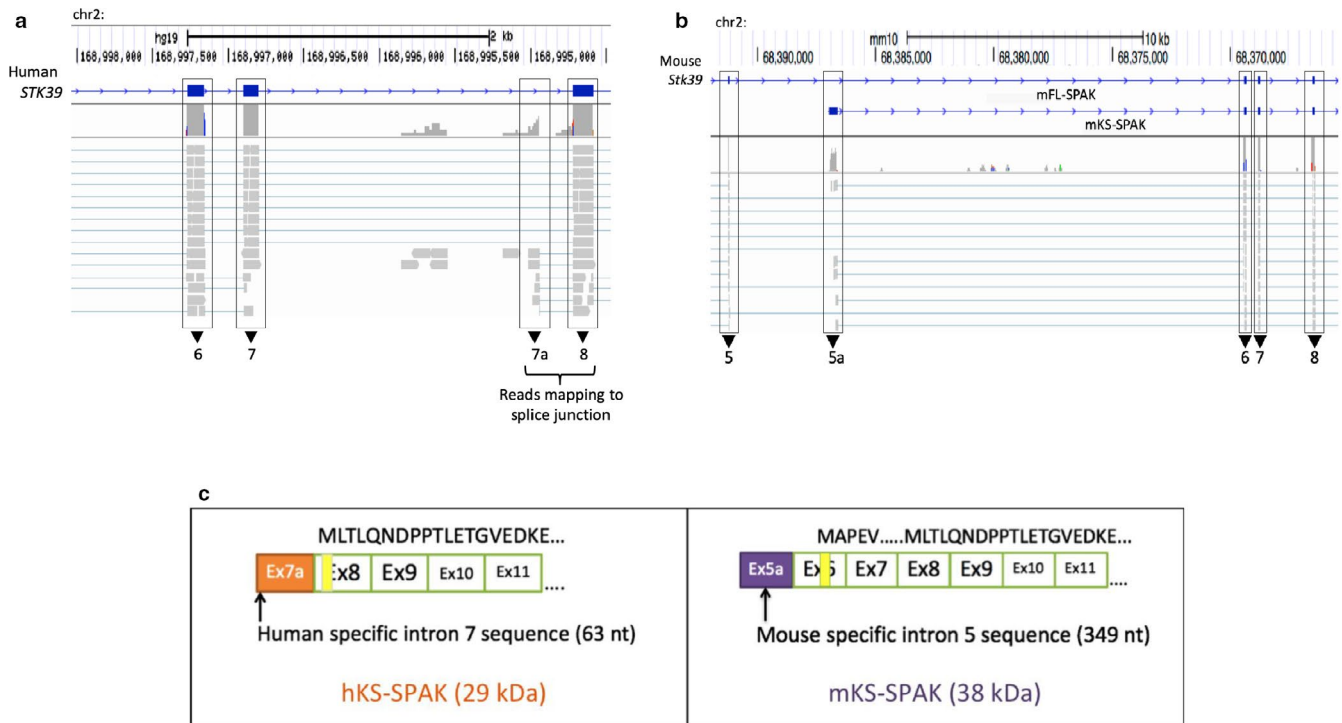 a
chr2:
hg19 2 kb
168,998,000 168,997,500 168,997,000 168,996,500 168,996,000 168,995,500 168,995,000
Human
STK39
6 7 7a 8
Reads mapping to
splice junction
b
chr2:
mm10 10 kb
68,390,000 68,385,000 68,380,000 68,375,000 68,370,000
Mouse
Stk39
mFL-SPAK
mKS-SPAK
5 5a 6 7 8
c
MLTLQNDPPTLETGVEDKE...
Ex7a Ex8 Ex9 Ex10 Ex11 ....
Human specific intron 7 sequence (63 nt)
hKS-SPAK (29 kDa)
MAPEV.....MLTLQNDPPTLETGVEDKE...
Ex5a Ex6 Ex7 Ex8 Ex9 Ex10 Ex11 ....
Mouse specific intron 5 sequence (349 nt)
mKS-SPAK (38 kDa)